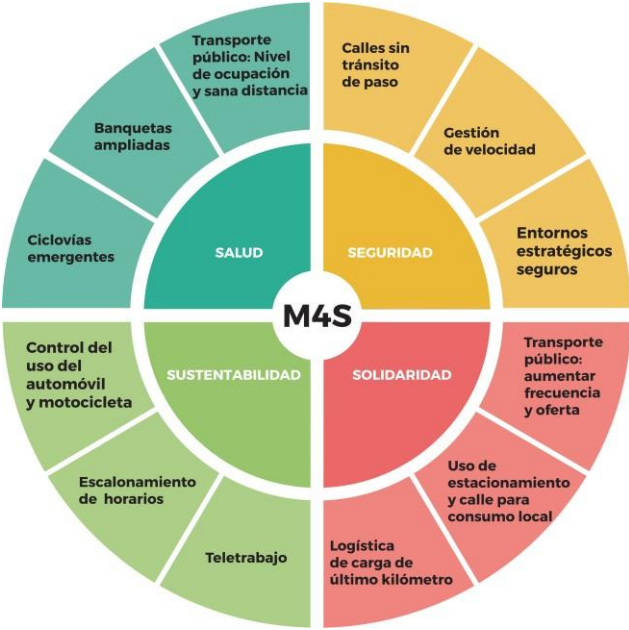 Transporte
público: Nivel
de ocupación
y sana distancia
Banquetas
ampliadas
Ciclovías
emergentes
SALUD
Calles sin
tránsito
de paso
Gestión
de velocidad
Entornos
estratégicos
seguros
SEGURIDAD
M4S
Control del
uso del
automóvil
y motocicleta
Escalonamiento
de horarios
Teletrabajo
SUSTENTABILIDAD
SOLIDARIDAD
Transporte
público:
aumentar
frecuencia
y oferta
Uso de
estacionamiento
y calle para
consumo local
Logística
de carga de
último kilómetro